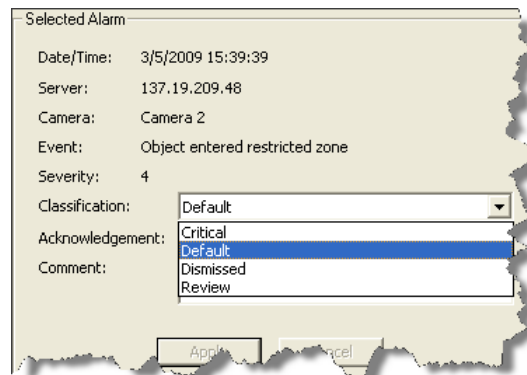 Selected Alarm
Date/Time: 3/5/2009 15:39:39
Server: 137.19.209.48
Camera: Camera 2
Event: Object entered restricted zone
Severity: 4
Classification: Default
Critical
Acknowledgement:
Default
Comment:
Dismissed
Review